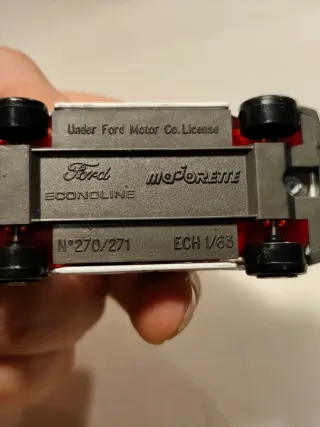 Under Ford Motor Co. License
Ford majorette
ECONOLINE
N°270/271 ECH 1/63